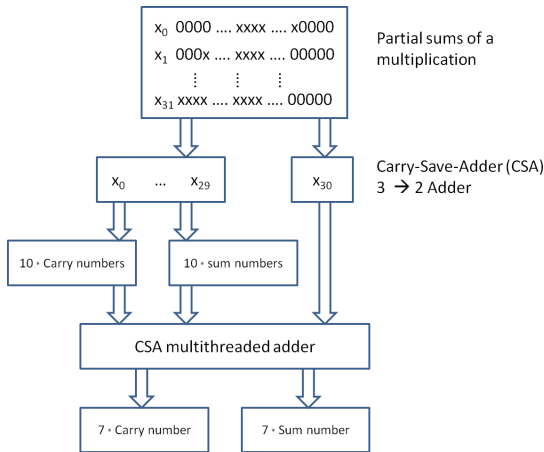 x0 0000 .... xxxx .... x0000
x1 000x .... xxxx .... 00000
x31 xxxx .... xxxx .... 00000
Partial sums of a
multiplication
x0 ... x29
x30
Carry-Save-Adder (CSA)
3 → 2 Adder
10 * Carry numbers
10 * sum numbers
CSA multithreaded adder
7 * Carry number
7 * Sum number